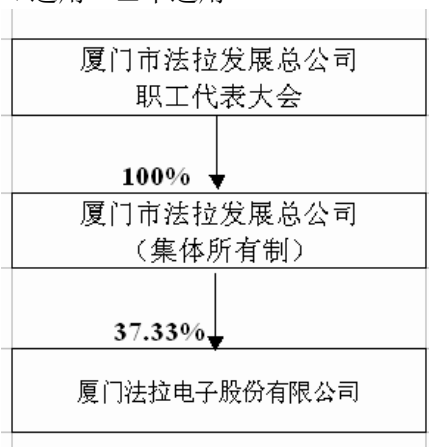 厦门市法拉发展总公司
职工代表大会
100%
厦门市法拉发展总公司
（集体所有制）
37.33%
厦门法拉电子股份有限公司